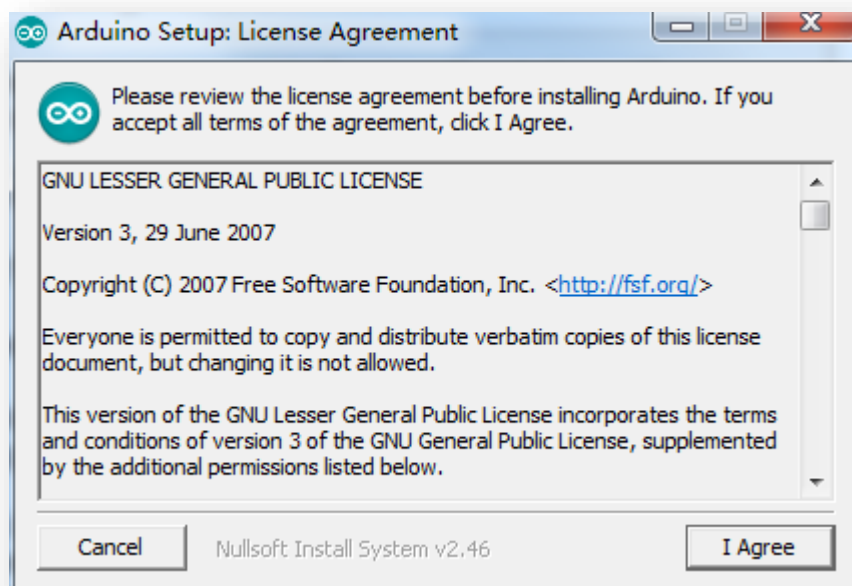 Arduino Setup: License Agreement
Please review the license agreement before installing Arduino. If you
accept all terms of the agreement, click I Agree.
GNU LESSER GENERAL PUBLIC LICENSE
Version 3, 29 June 2007
Copyright (C) 2007 Free Software Foundation, Inc. <http://fsf.org/>
Everyone is permitted to copy and distribute verbatim copies of this license
document, but changing it is not allowed.
This version of the GNU Lesser General Public License incorporates the terms
and conditions of version 3 of the GNU General Public License, supplemented
by the additional permissions listed below.
Cancel Nullsoft Install System v2.46 I Agree